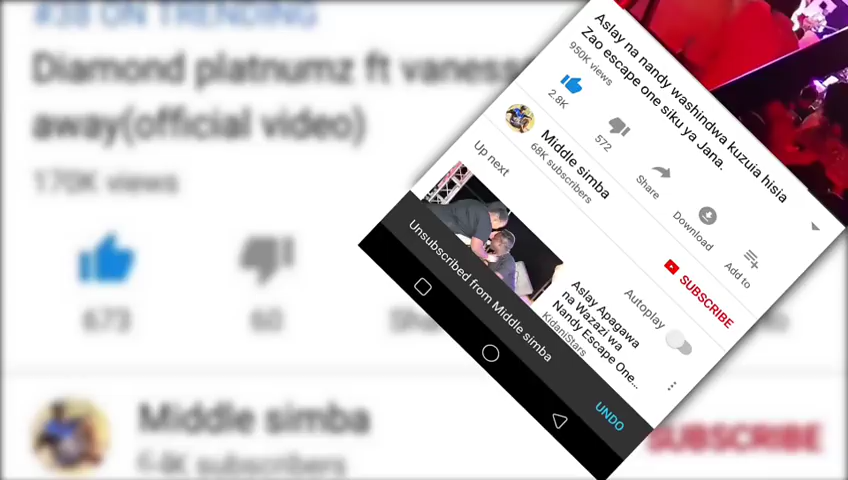 #38 ON TRENDING
Diamond platnumz ft vaness
away(official video)
170K views
673
60
Middle simba
subscribers
SUBSCRIBE
Aslay na nandy washindwa kuzuia hisia
Zao escape one siku ya Jana.
950K views
2.8K
572
Share
Download
Add to
Middle simba
68K subscribers
SUBSCRIBE
Up next
Autoplay
Aslay Apagawa
na Wazazi wa
Nandy Escape One...
KidaniStars
Unsubscribed from Middle simba
UNDO